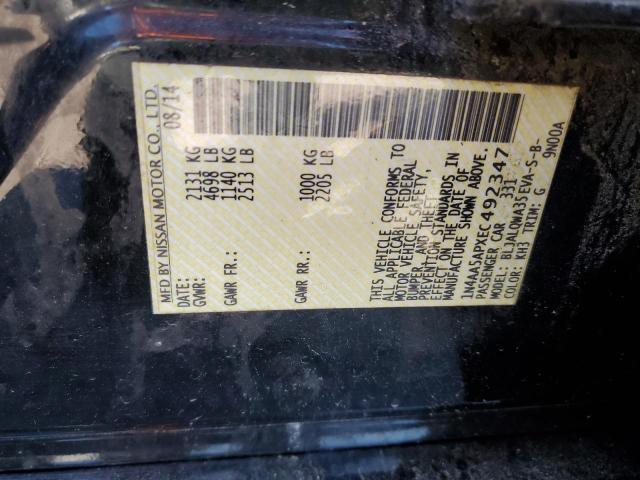 MFD BY NISSAN MOTOR CO., LTD.
DATE: 08/14
GVWR: 2131 KG
4698 LB
GAWR FR.: 1140 KG
2513 LB
GAWR RR.: 1000 KG
2205 LB
THIS VEHICLE CONFORMS TO
ALL APPLICABLE FEDERAL
MOTOR VEHICLE SAFETY,
BUMPER, AND THEFT
PREVENTION STANDARDS IN
EFFECT ON THE DATE OF
MANUFACTURE SHOWN ABOVE.
1N4AA5APXEC492347
PASSENGER CAR
MODEL: BLJALQWA35EVA-S-B-
COLOR: KH3 TRIM: G 9N00A